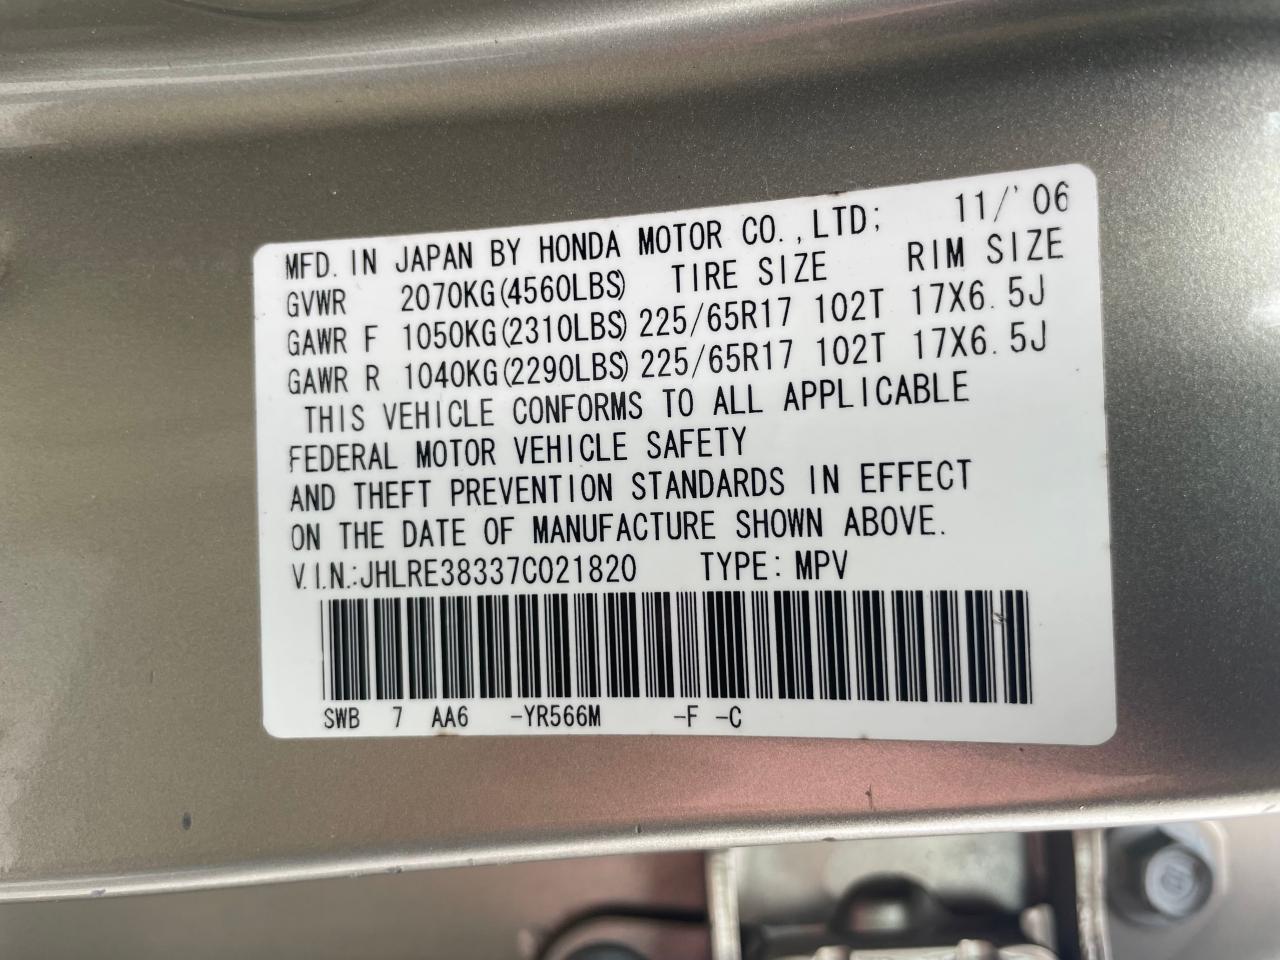 MFD. IN JAPAN BY HONDA MOTOR CO.,LTD; 11/'06
GVWR 2070KG(4560LBS) TIRE SIZE RIM SIZE
GAWR F 1050KG(2310LBS) 225/65R17 102T 17X6.5J
GAWR R 1040KG(2290LBS) 225/65R17 102T 17X6.5J
THIS VEHICLE CONFORMS TO ALL APPLICABLE
FEDERAL MOTOR VEHICLE SAFETY
AND THEFT PREVENTION STANDARDS IN EFFECT
ON THE DATE OF MANUFACTURE SHOWN ABOVE.
V.I.N.:JHLRE38337C021820 TYPE: MPV
SWB 7 AA6 -YR566M -F -C